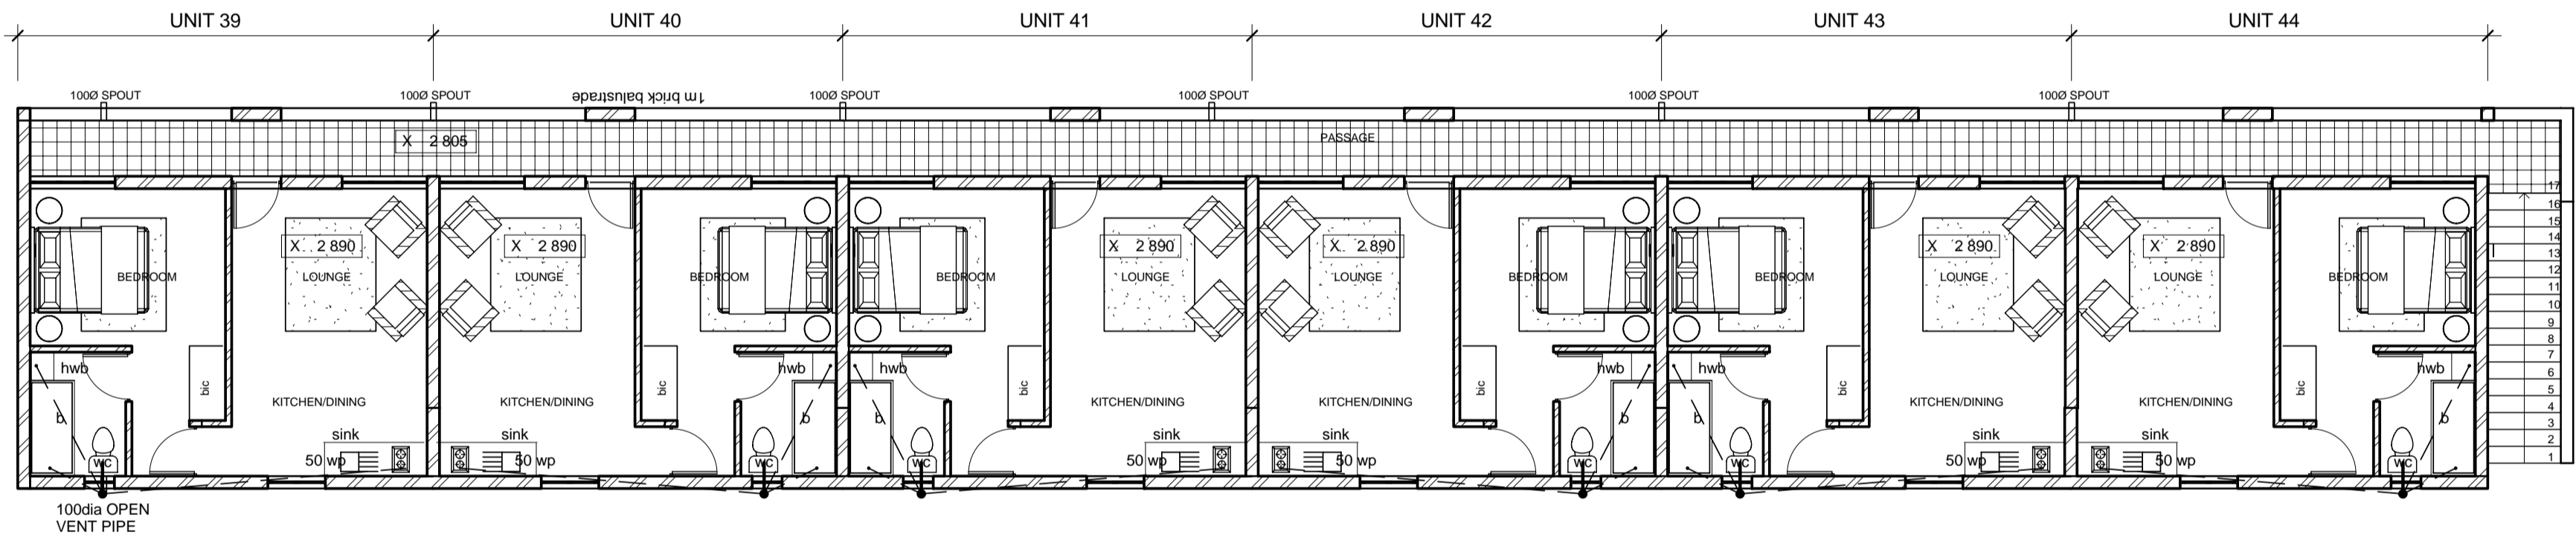 UNIT 39 UNIT 40 UNIT 41 UNIT 42 UNIT 43 UNIT 44
100Ø SPOUT 100Ø SPOUT 1m brick balustrade 100Ø SPOUT 100Ø SPOUT 100Ø SPOUT 100Ø SPOUT
X 2 805 PASSAGE
17
16
15
14
X 2 890 X 2 890 X 2 890 X 2 890 X 2 890 X 2 890
13
BEDROOM LOUNGE LOUNGE BEDROOM BEDROOM LOUNGE LOUNGE BEDROOM BEDROOM LOUNGE LOUNGE BEDROOM
12
11
10
9
8
7
hwb hwb hwb hwb hwb hwb
6
bic bic bic bic bic bic
5
KITCHEN/DINING KITCHEN/DINING KITCHEN/DINING KITCHEN/DINING KITCHEN/DINING KITCHEN/DINING
4
b b b b b b
3
sink sink sink sink sink sink
2
wc 50 wp 50 wp wc wc 50 wp 50 wp wc wc 50 wp 50 wp wc
1
100dia OPEN
VENT PIPE